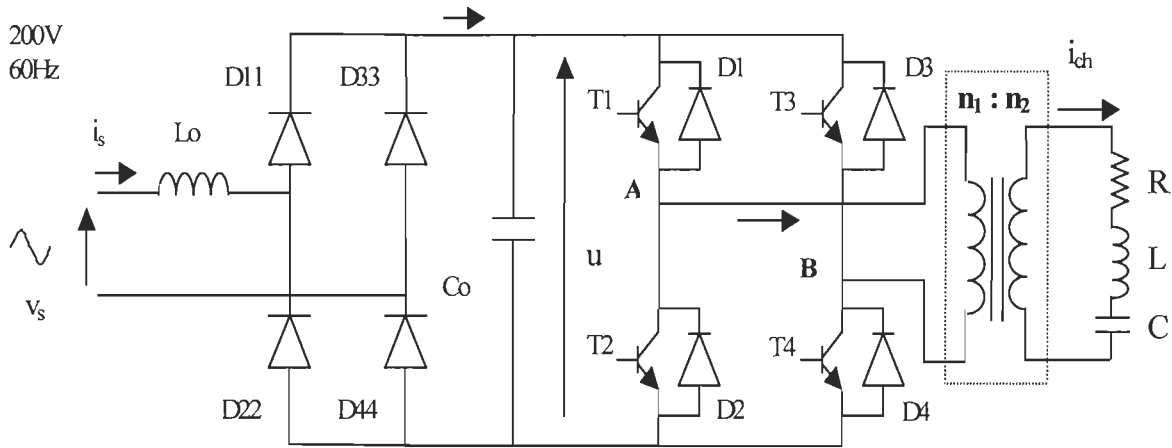 200V
60Hz
D11
D33
D1
D3
i_ch
T1
T3
n₁ : n₂
i_s
Lo
A
R
u
B
L
Co
v_s
C
T2
T4
D22
D44
D2
D4